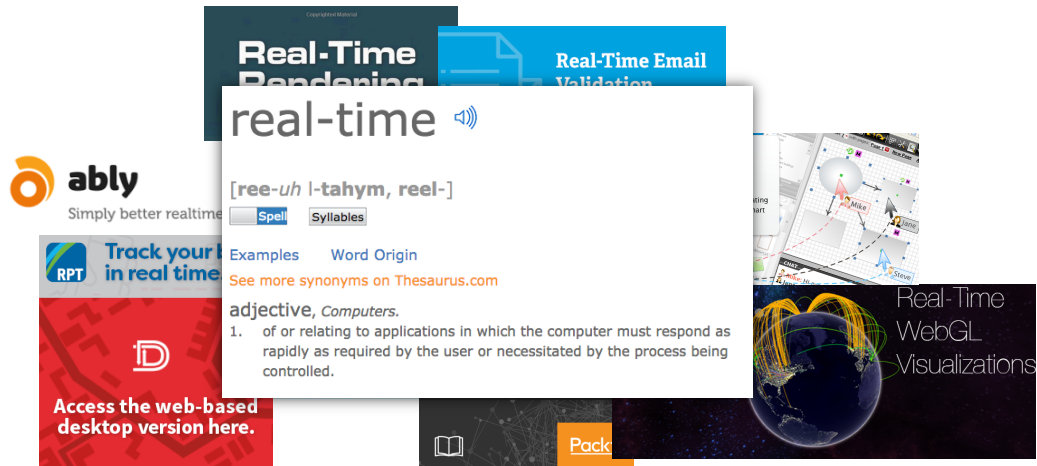 Copyrighted Material
Real-Time
Rendering
Real-Time Email
Validation
real-time
[ree-uh l-tahym, reel-]
Spell
Syllables
Examples
Word Origin
See more synonyms on Thesaurus.com
adjective, Computers.
1. of or relating to applications in which the computer must respond as
rapidly as required by the user or necessitated by the process being
controlled.
ably
Simply better realtime
RPT
Track your b
in real time.
D
Access the web-based
desktop version here.
Mike
Jane
Steve
CHAT
Real-Time
WebGL
Visualizations
Pack